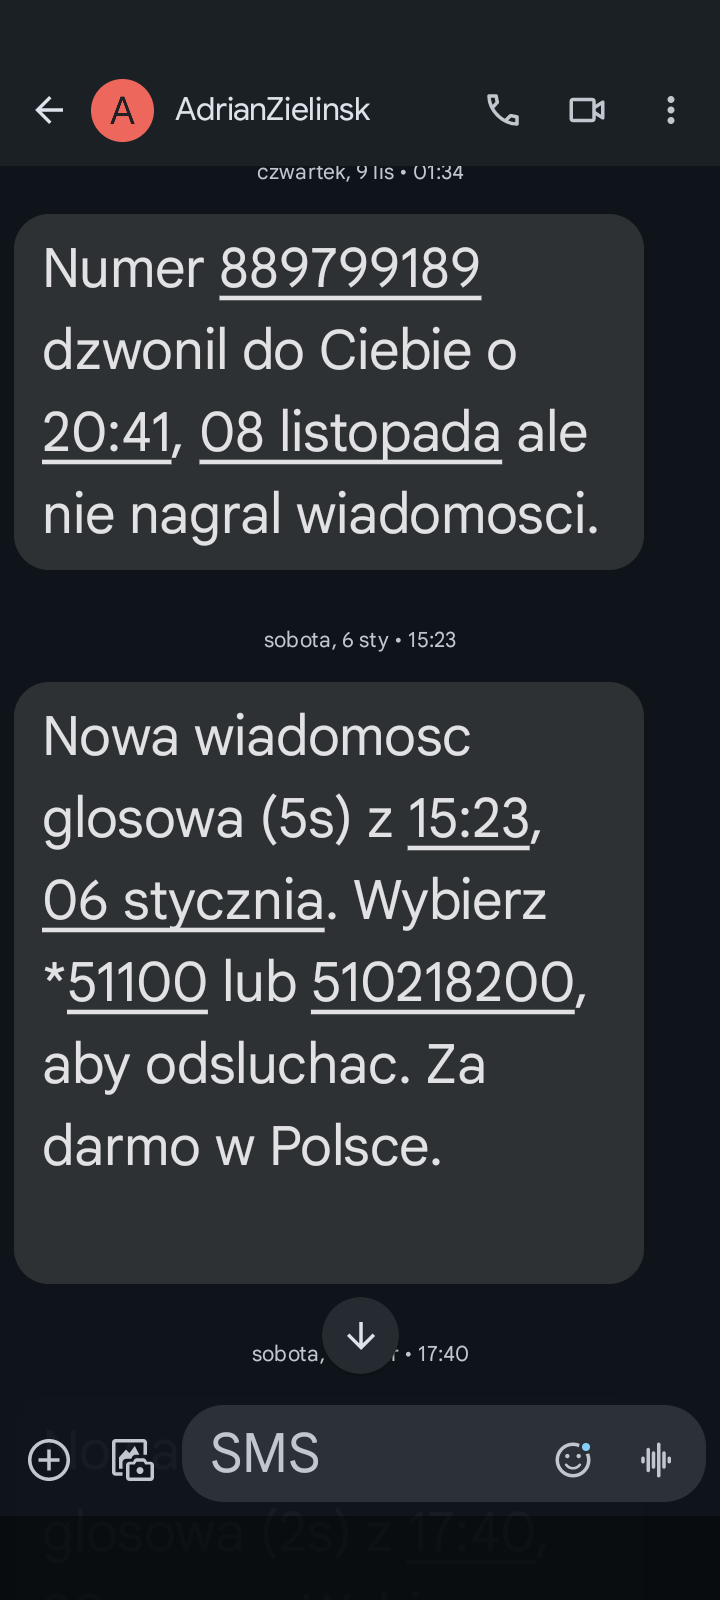 A AdrianZielinsk
czwartek, 9 lis • 01:34
Numer 889799189
dzwonil do Ciebie o
20:41, 08 listopada ale
nie nagral wiadomosci.
sobota, 6 sty • 15:23
Nowa wiadomosc
glosowa (5s) z 15:23,
06 stycznia. Wybierz
*51100 lub 510218200,
aby odsluchac. Za
darmo w Polsce.
sobota, • 17:40
SMS
glosowa (2s) z 17:40,